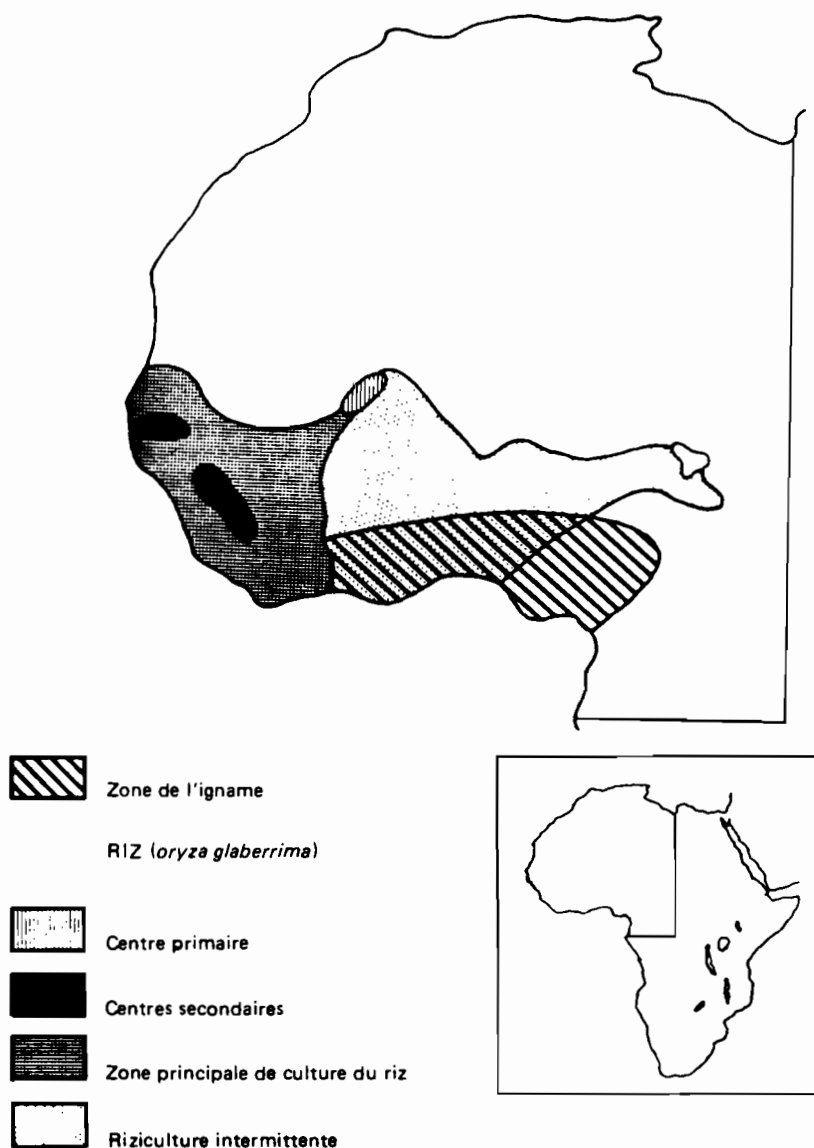 Zone de l'igname
RIZ (oryza glaberrima)
Centre primaire
Centres secondaires
Zone principale de culture du riz
Riziculture intermittente